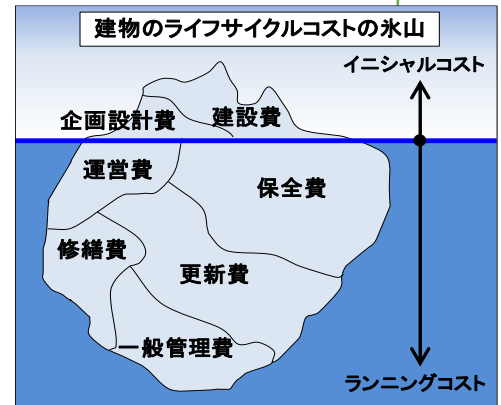 建物のライフサイクルコストの氷山
イニシャルコスト
企画設計費
建設費
運営費
保全費
修繕費
更新費
一般管理費
ランニングコスト